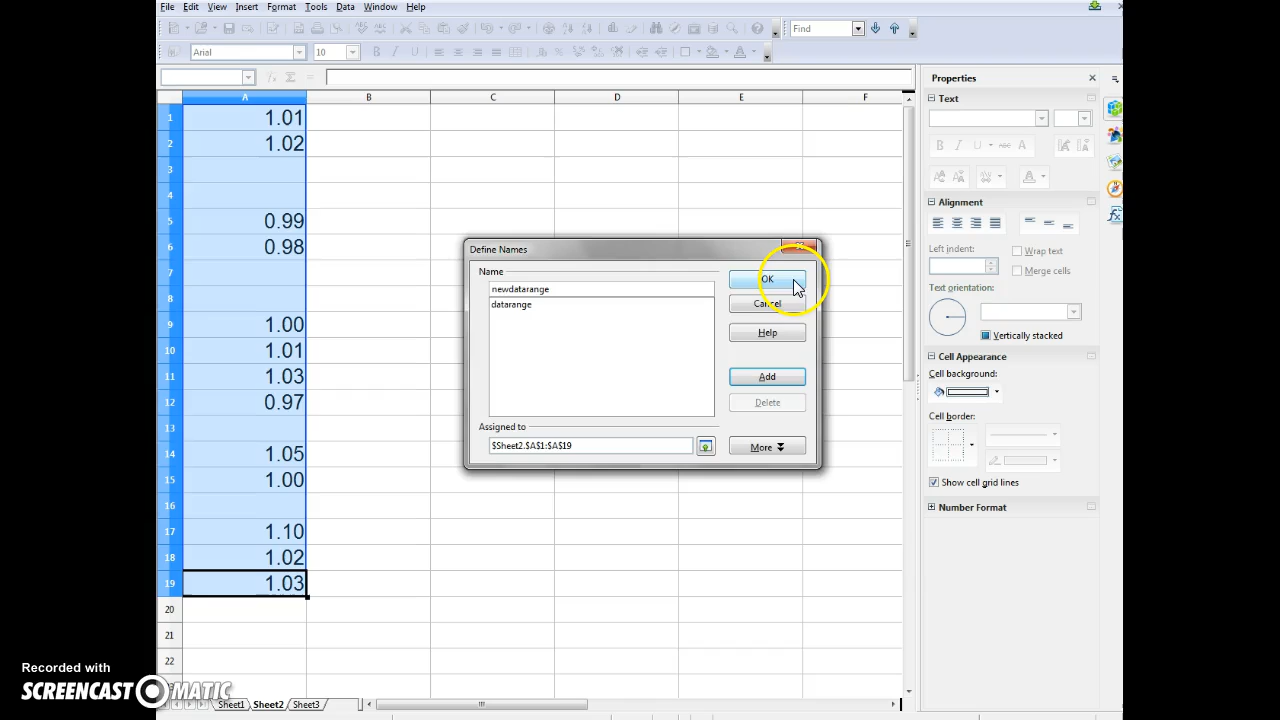 File Edit View Insert Format Tools Data Window Help
Find
Arial 10
A B C D E F
1 1.01
2 1.02
3
4
5 0.99
6 0.98
7
8
9 1.00
10 1.01
11 1.03
12 0.97
13
14 1.05
15 1.00
16
17 1.10
18 1.02
19 1.03
20
21
22
Define Names
Name
newdatarange
datarange
OK
Cancel
Help
Add
Delete
Assigned to
$Sheet2.$A$1:$A$19
More
Properties
Text
Alignment
Left indent:
Wrap text
Merge cells
Text orientation:
Vertically stacked
Cell Appearance
Cell background:
Cell border:
Show cell grid lines
Number Format
Sheet1 Sheet2 Sheet3
Recorded with
SCREENCAST MATIC